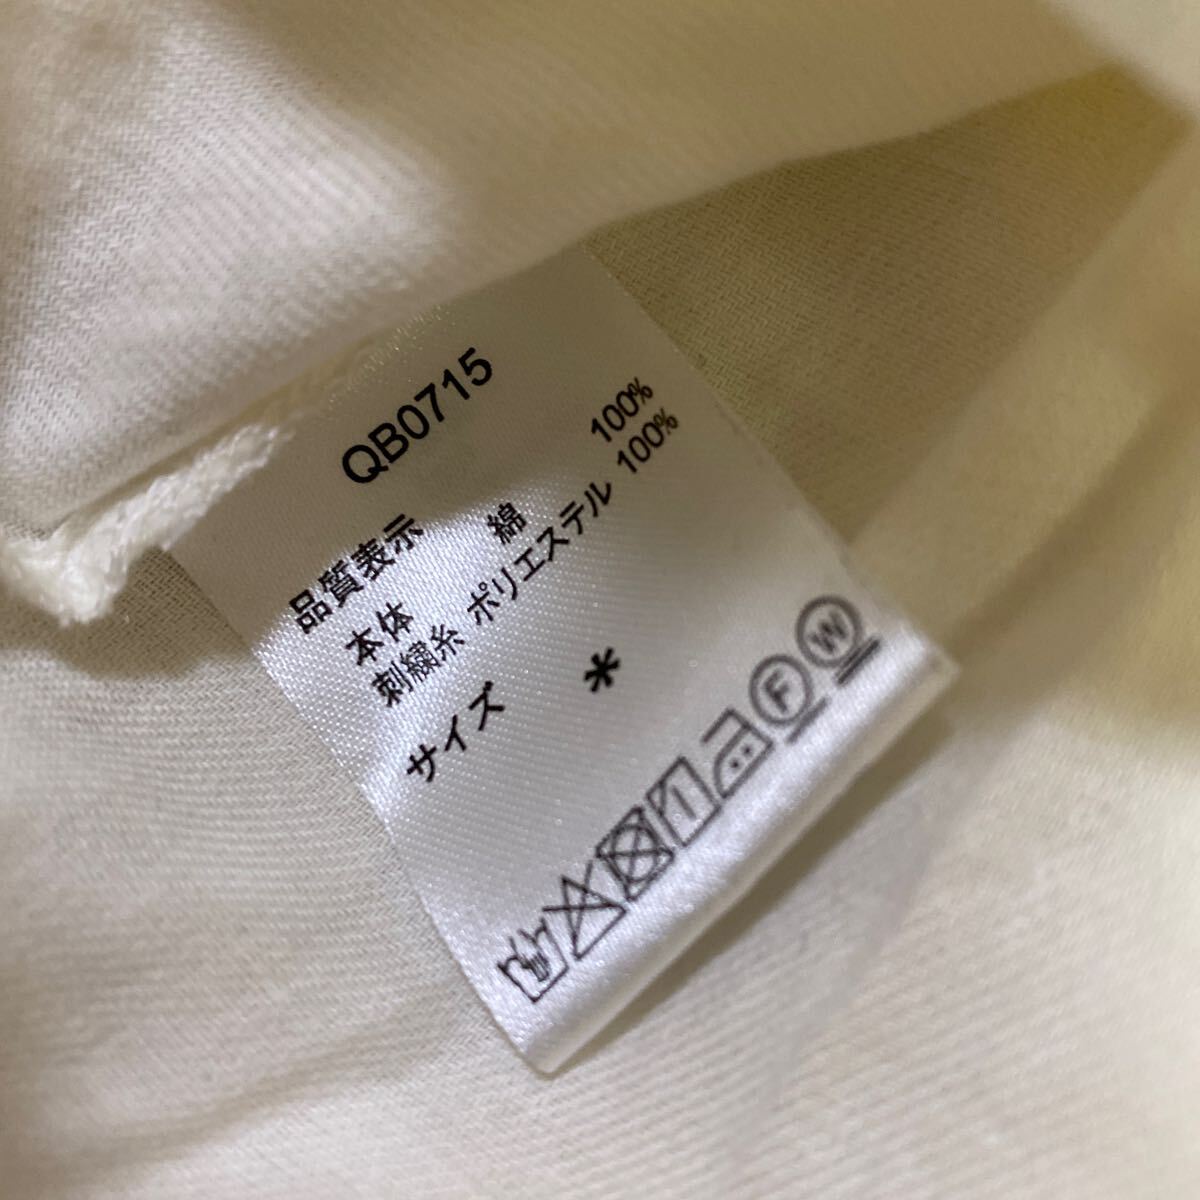 QB0715
品質表示
本体 綿 100%
刺繍糸 ポリエステル 100%
サイズ *
F W